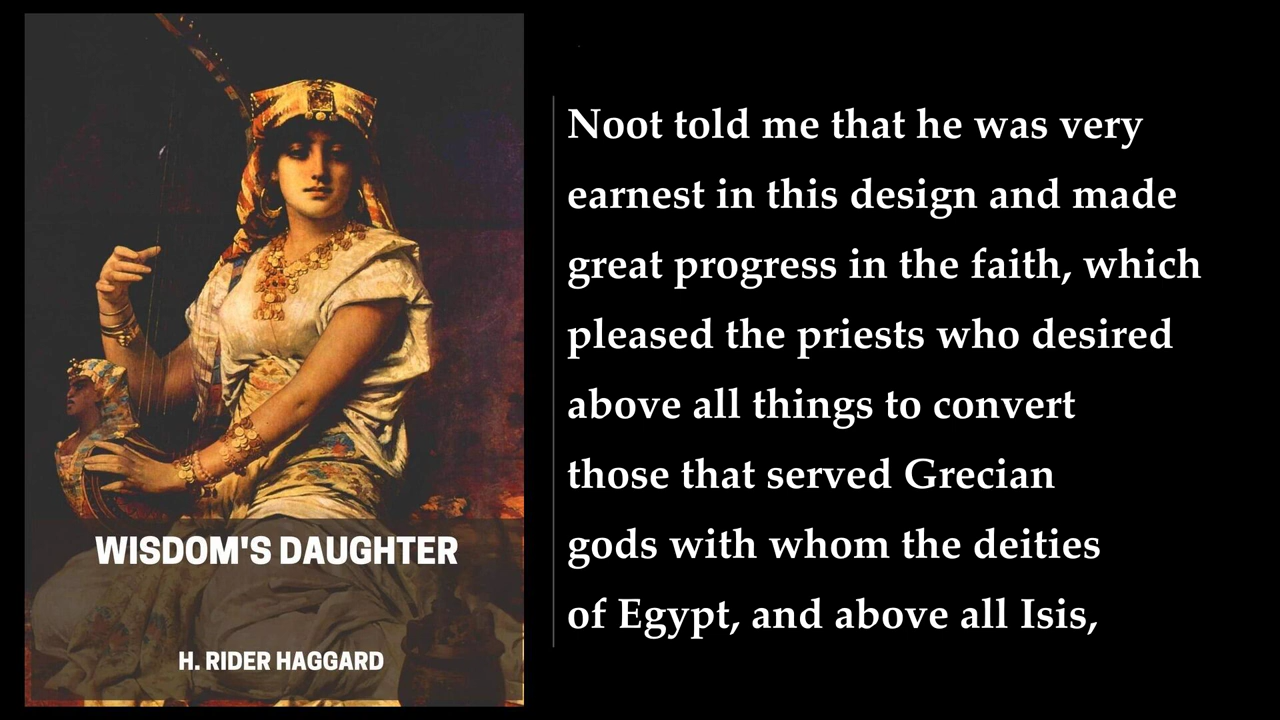 WISDOM'S DAUGHTER
H. RIDER HAGGARD
Noot told me that he was very
earnest in this design and made
great progress in the faith, which
pleased the priests who desired
above all things to convert
those that served Grecian
gods with whom the deities
of Egypt, and above all Isis,